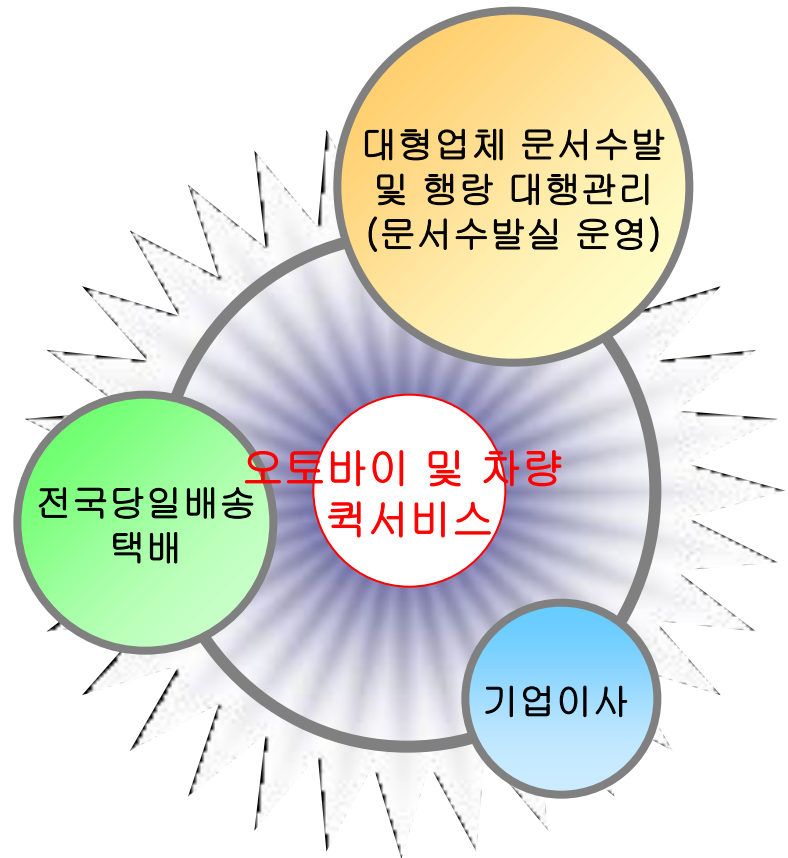 대형업체 문서수발
및 행랑 대행관리
(문서수발실 운영)
오토바이 및 차량
퀵서비스
전국당일배송
택배
기업이사